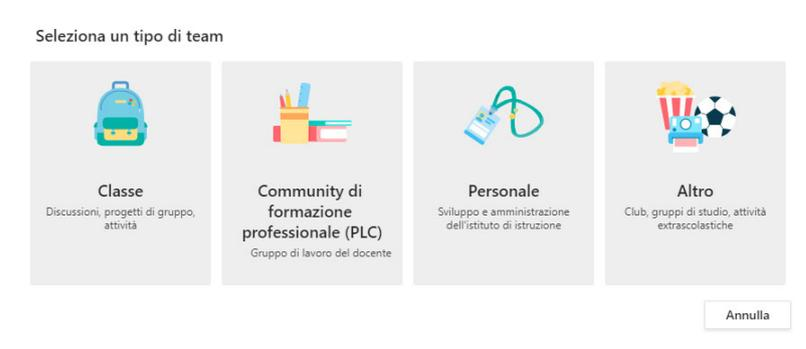 Seleziona un tipo di team
Classe
Discussioni, progetti di gruppo,
attività
Community di
formazione
professionale (PLC)
Gruppo di lavoro del docente
Personale
Sviluppo e amministrazione
dell'istituto di istruzione
Altro
Club, gruppi di studio, attività
extrascolastiche
Annulla